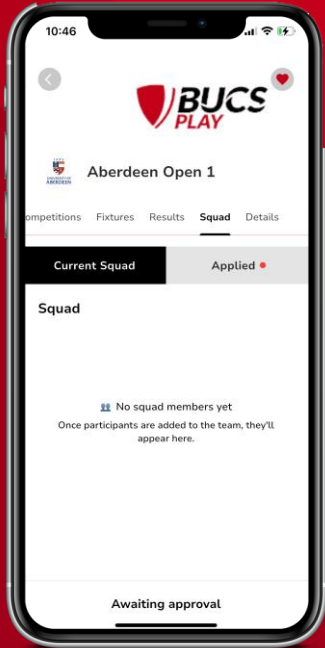 10:46
BUCS
PLAY
Aberdeen Open 1
ompetitions Fixtures Results Squad Details
Current Squad Applied
Squad
No squad members yet
Once participants are added to the team, they'll
appear here.
Awaiting approval